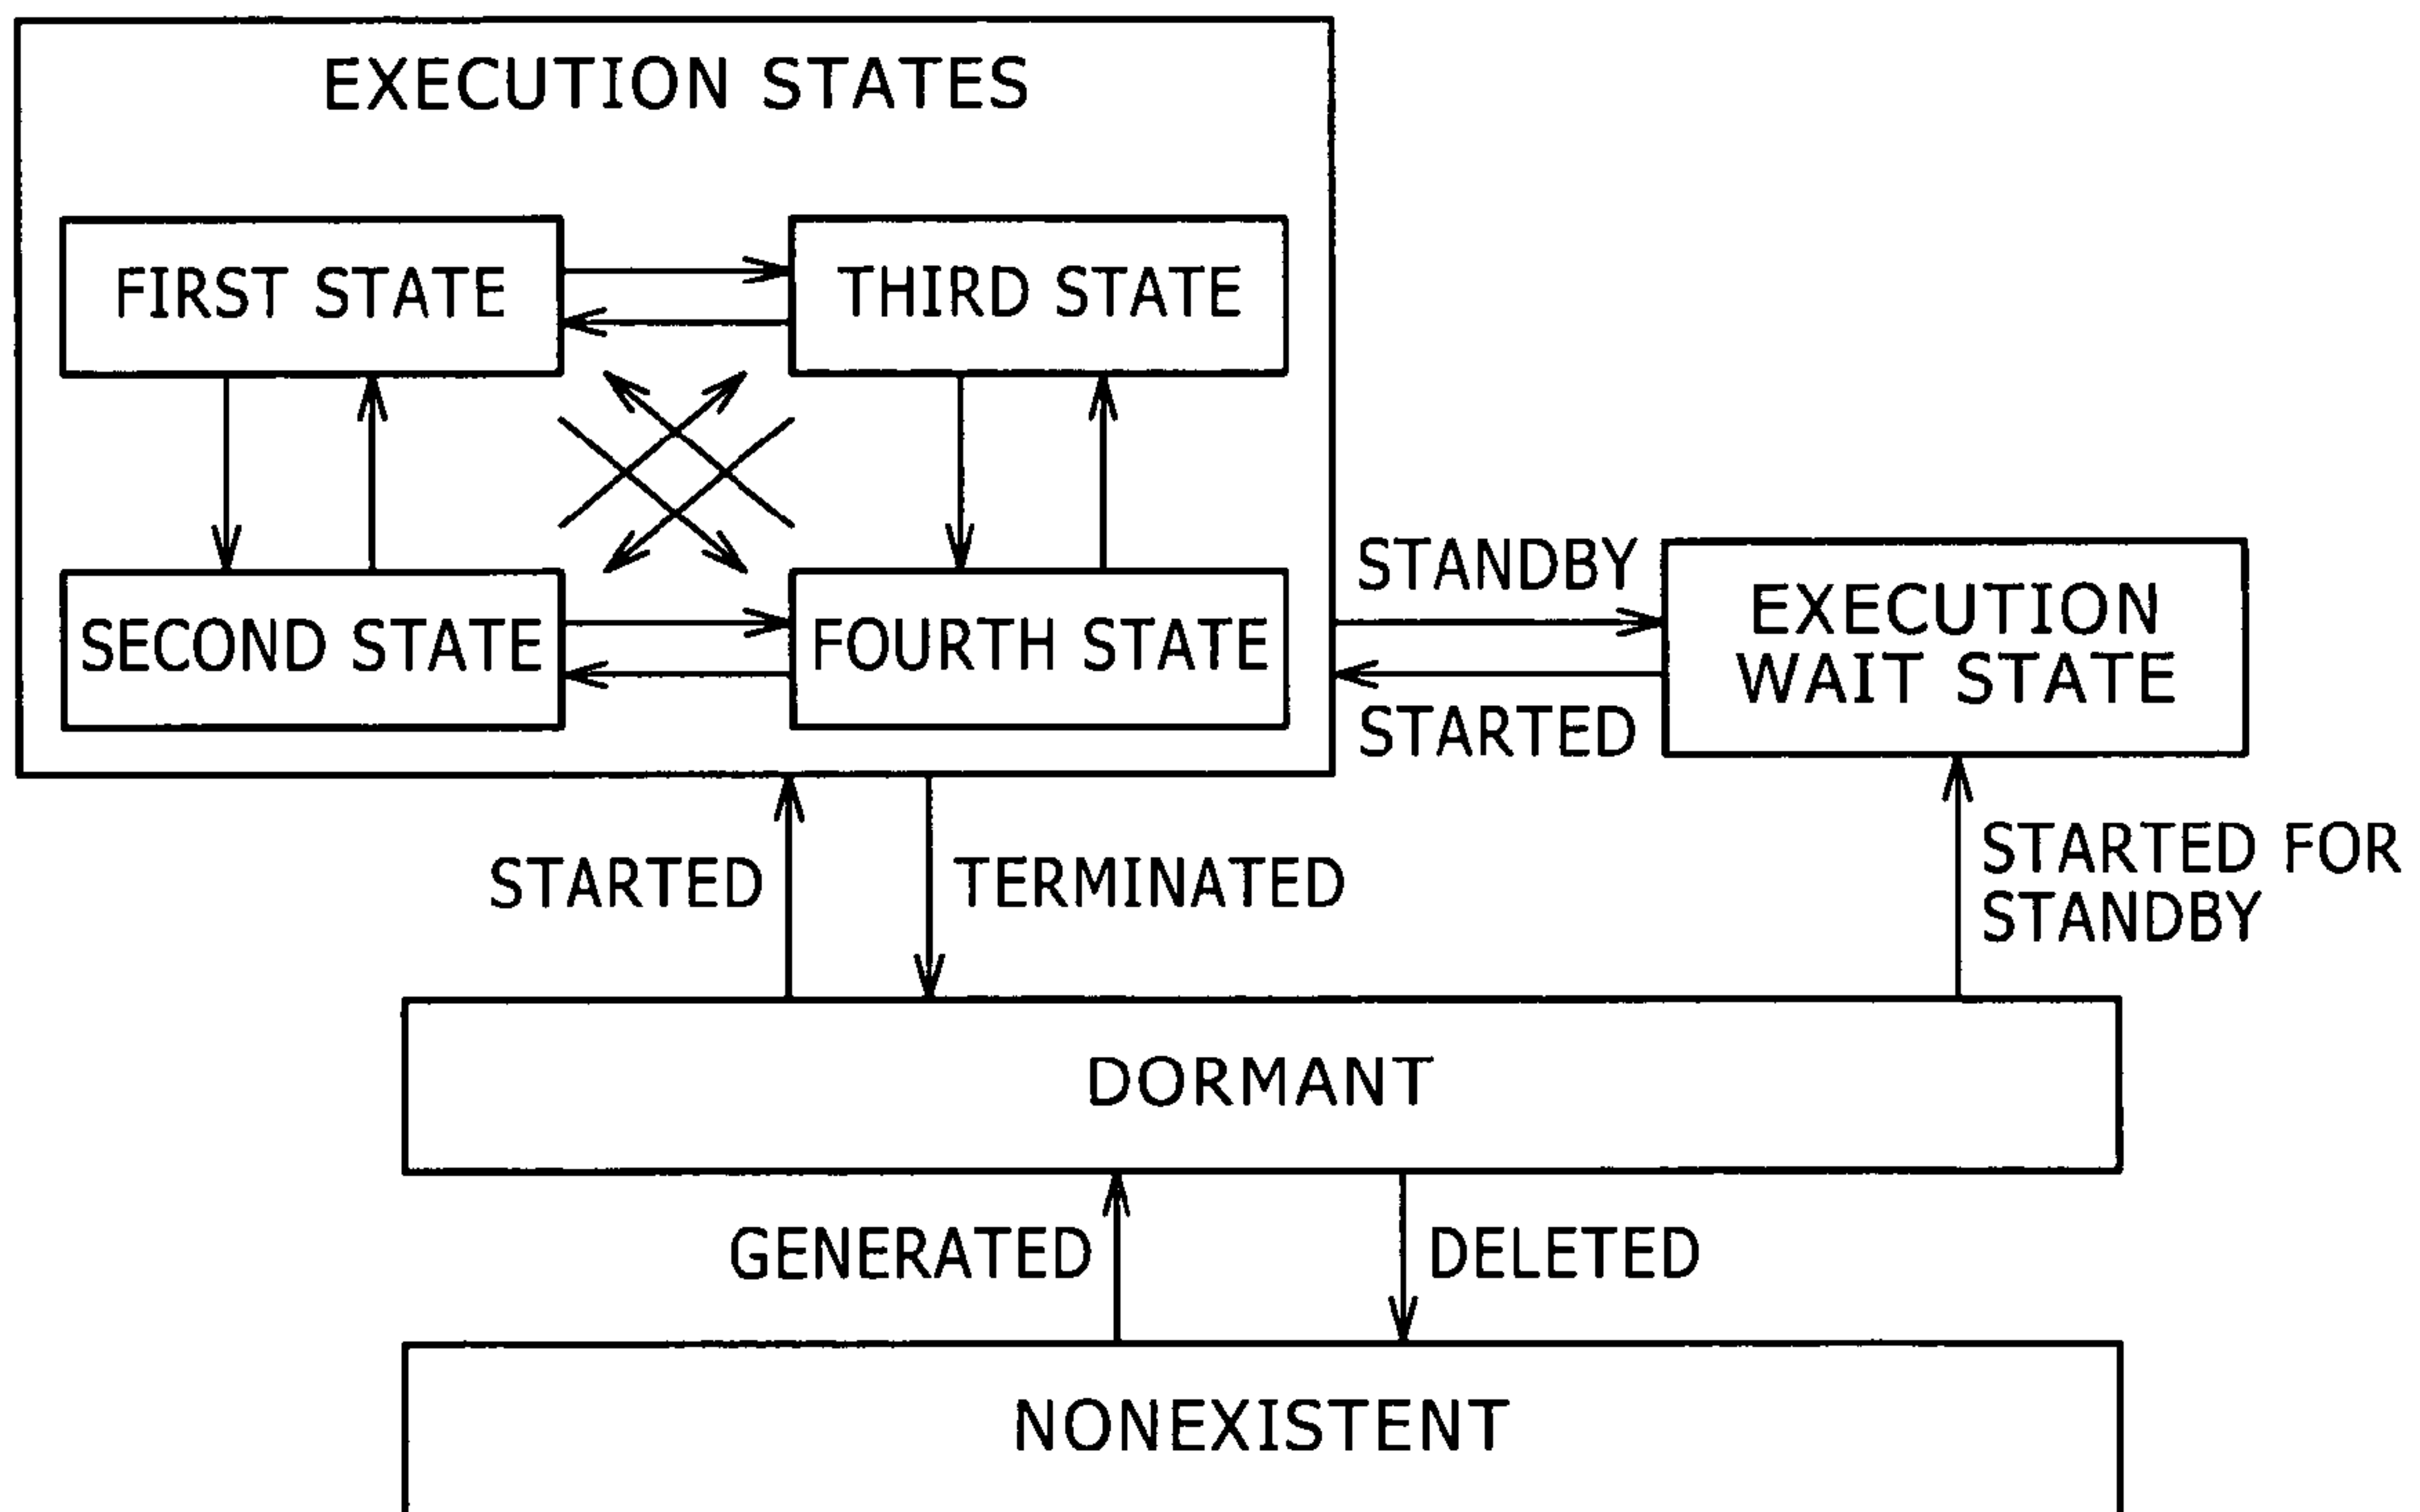 EXECUTION STATES
FIRST STATE
THIRD STATE
SECOND STATE
FOURTH STATE
STANDBY
STARTED
EXECUTION
WAIT STATE
STARTED
TERMINATED
STARTED FOR
STANDBY
DORMANT
GENERATED
DELETED
NONEXISTENT